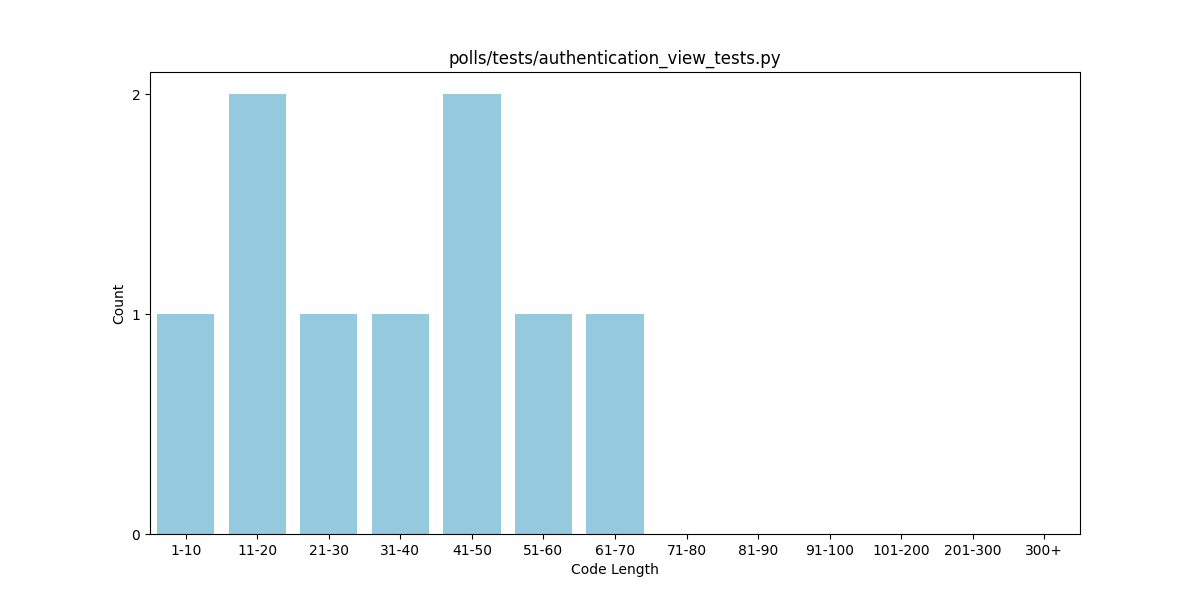 polls/tests/authentication_view_tests.py
2
1
0
Count
1-10 11-20 21-30 31-40 41-50 51-60 61-70 71-80 81-90 91-100 101-200 201-300 300+
Code Length